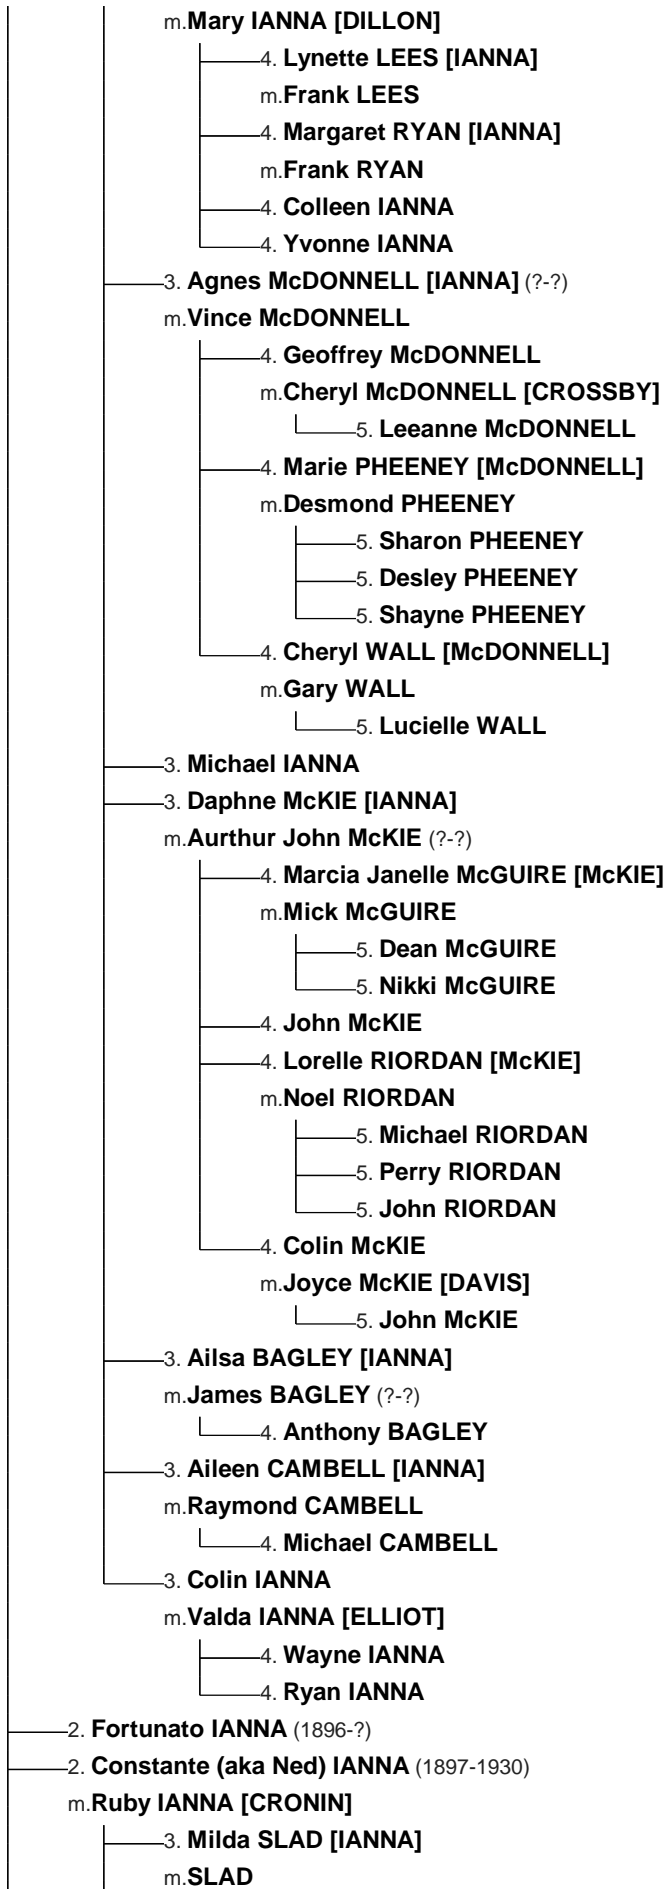 m.Mary IANNA [DILLON]
4. Lynette LEES [IANNA]
m.Frank LEES
4. Margaret RYAN [IANNA]
m.Frank RYAN
4. Colleen IANNA
4. Yvonne IANNA
3. Agnes McDONNELL [IANNA] (?-?)
m.Vince McDONNELL
4. Geoffrey McDONNELL
m.Cheryl McDONNELL [CROSSBY]
5. Leeanne McDONNELL
4. Marie PHEENEY [McDONNELL]
m.Desmond PHEENEY
5. Sharon PHEENEY
5. Desley PHEENEY
5. Shayne PHEENEY
4. Cheryl WALL [McDONNELL]
m.Gary WALL
5. Lucielle WALL
3. Michael IANNA
3. Daphne McKIE [IANNA]
m.Aurthur John McKIE (?-?)
4. Marcia Janelle McGUIRE [McKIE]
m.Mick McGUIRE
5. Dean McGUIRE
5. Nikki McGUIRE
4. John McKIE
4. Lorelle RIORDAN [McKIE]
m.Noel RIORDAN
5. Michael RIORDAN
5. Perry RIORDAN
5. John RIORDAN
4. Colin McKIE
m.Joyce McKIE [DAVIS]
5. John McKIE
3. Ailsa BAGLEY [IANNA]
m.James BAGLEY (?-?)
4. Anthony BAGLEY
3. Aileen CAMBELL [IANNA]
m.Raymond CAMBELL
4. Michael CAMBELL
3. Colin IANNA
m.Valda IANNA [ELLIOT]
4. Wayne IANNA
4. Ryan IANNA
2. Fortunato IANNA (1896-?)
2. Constante (aka Ned) IANNA (1897-1930)
m.Ruby IANNA [CRONIN]
3. Milda SLAD [IANNA]
m.SLAD